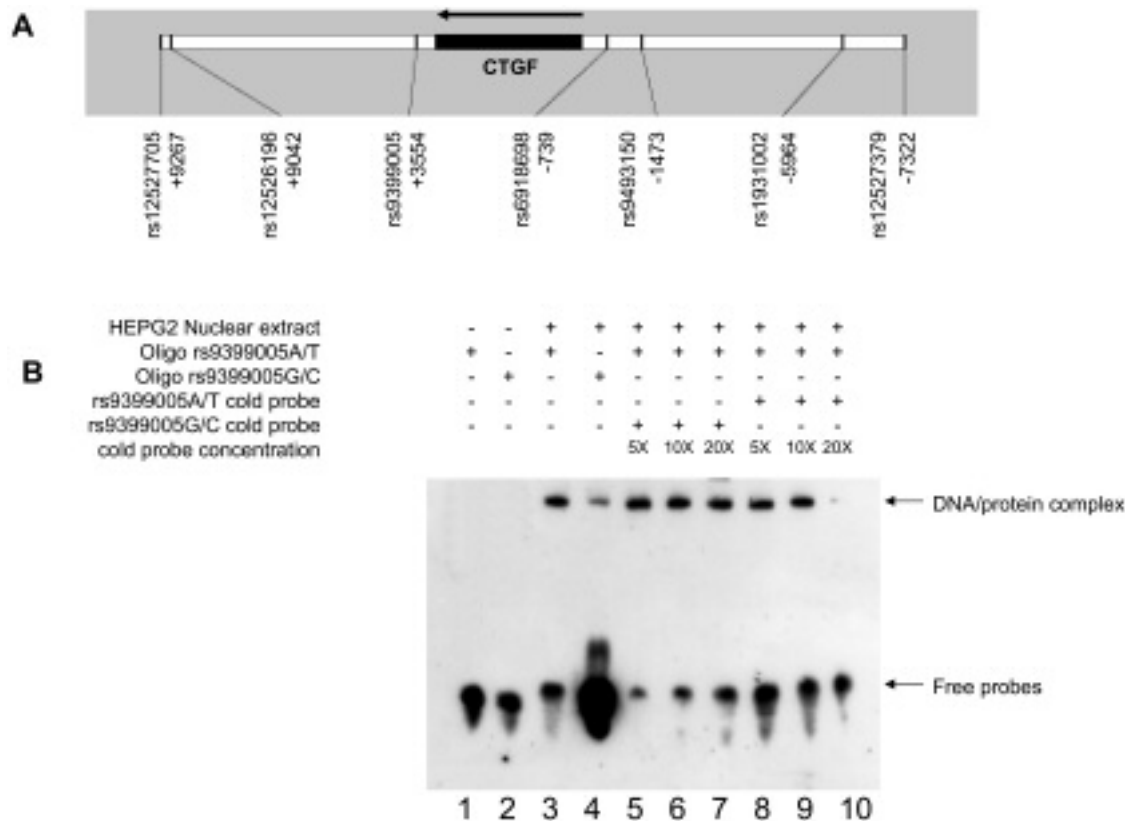 A
CTGF
rs12527705
+9267
rs12526196
+9042
rs9399005
+3554
rs6918698
-739
rs9493150
-1473
rs1931002
-5964
rs12527379
-7322
B
HEPG2 Nuclear extract - - + + + + + + + +
Oligo rs9399005A/T + - + - + + + + + +
Oligo rs9399005G/C - + - + - - - - - -
rs9399005A/T cold probe - - - - - - - + + +
rs9399005G/C cold probe - - - - + + + - - -
cold probe concentration 5X 10X 20X 5X 10X 20X
DNA/protein complex
Free probes
1 2 3 4 5 6 7 8 9 10